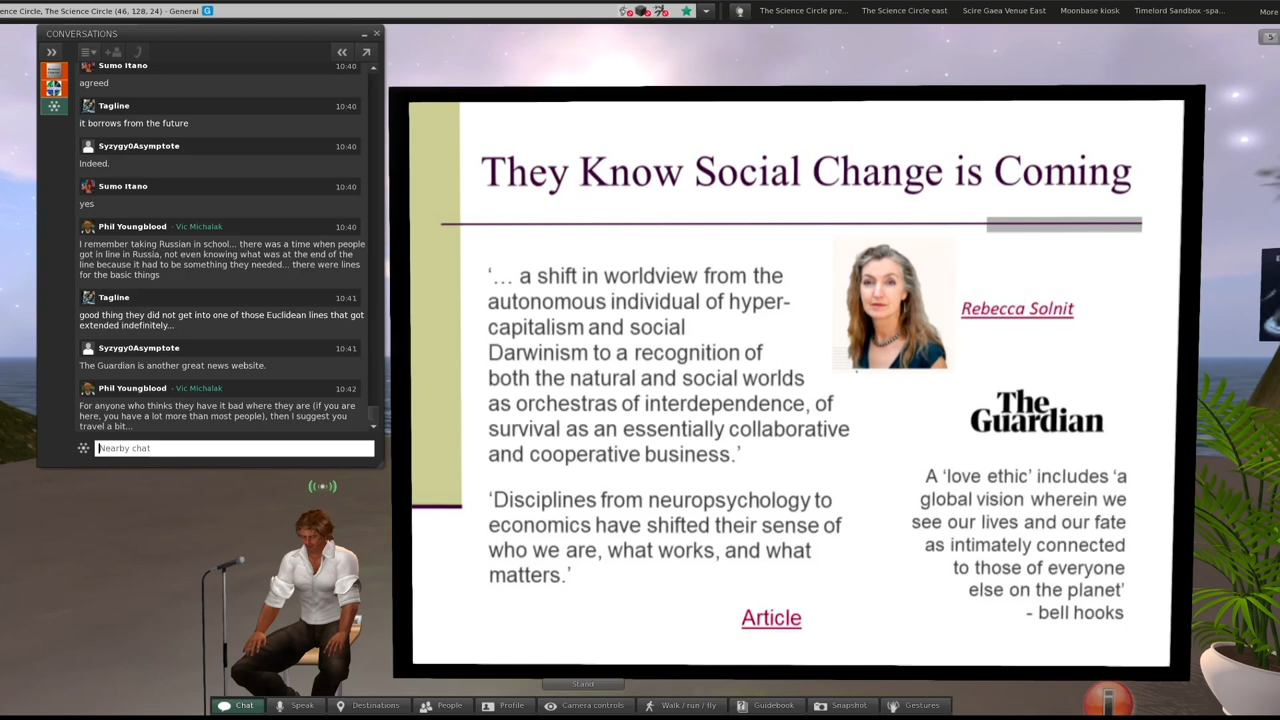 ence Circle, The Science Circle (46, 128, 24) - General
The Science Circle pre...
The Science Circle east
Scire Gaea Venue East
Moonbase kiosk
Timelord Sandbox -spa...
More
CONVERSATIONS
Sumo Itano 10:40
agreed
Tagline 10:40
it borrows from the future
Syzygy0Asymptote 10:40
Indeed.
Sumo Itano 10:40
yes
Phil Youngblood - Vic Michalak 10:40
I remember taking Russian in school... there was a time when people
got in line in Russia, not even knowing what was at the end of the
line because it had to be something they needed... there were lines
for the basic things
Tagline 10:41
good thing they did not get into one of those Euclidean lines that got
extended indefinitely...
Syzygy0Asymptote 10:41
The Guardian is another great news website.
Phil Youngblood - Vic Michalak 10:42
For anyone who thinks they have it bad where they are (if you are
here, you have a lot more than most people), then I suggest you
travel a bit...
Nearby chat
They Know Social Change is Coming
‘… a shift in worldview from the
autonomous individual of hyper-
capitalism and social
Darwinism to a recognition of
both the natural and social worlds
as orchestras of interdependence, of
survival as an essentially collaborative
and cooperative business.’
‘Disciplines from neuropsychology to
economics have shifted their sense of
who we are, what works, and what
matters.’
Article
Rebecca Solnit
The
Guardian
A ‘love ethic’ includes ‘a
global vision wherein we
see our lives and our fate
as intimately connected
to those of everyone
else on the planet’
- bell hooks
Stand
Chat
Speak
Destinations
People
Profile
Camera controls
Walk / run / fly
Guidebook
Snapshot
Gestures